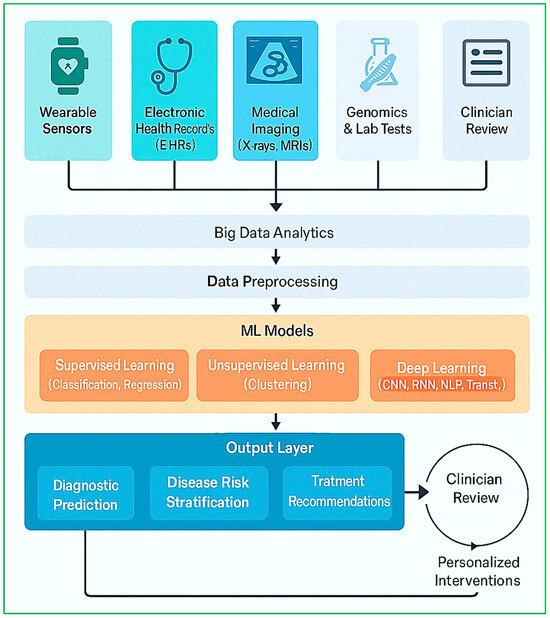 Wearable
Sensors
Electronic
Health Record's
(E HRs)
Medical
Imaging
(X-rays, MRIs)
Genomics
& Lab Tests
Clinician
Review
Big Data Analytics
Data Preprocessing
ML Models
Supervised Learning
(Classification, Regression)
Unsupervised Learning
(Clustering)
Deep Learning
(CNN, RNN, NLP, Transt,)
Output Layer
Diagnostic
Prediction
Disease Risk
Stratification
Tratment
Recommendations
Clinician
Review
Personalized
Interventions